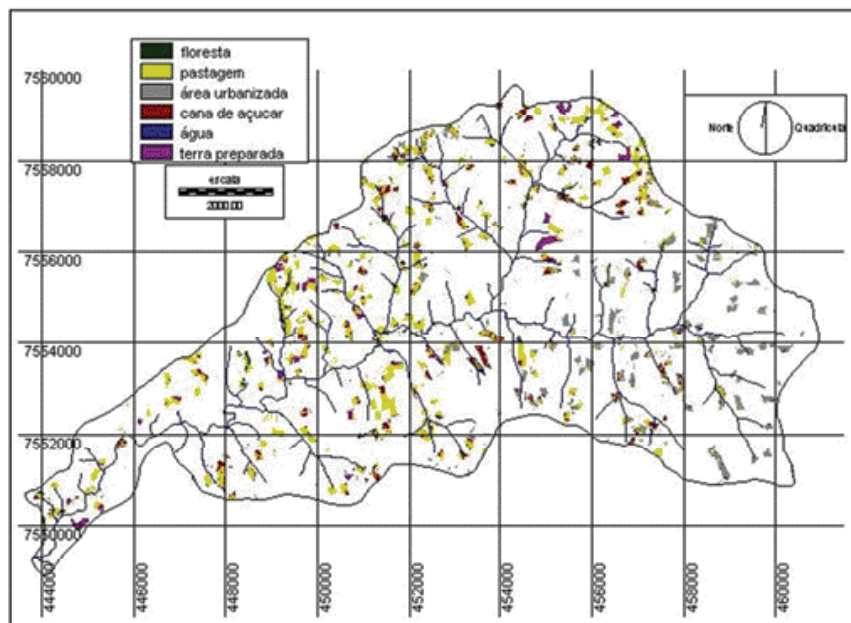 floresta
pastagem
área urbanizada
cana de açucar
água
terra preparada
escala
2000.00
Norte
Quadrícula
7560000
7558000
7556000
7554000
7552000
7550000
444000
446000
448000
450000
452000
454000
456000
458000
460000